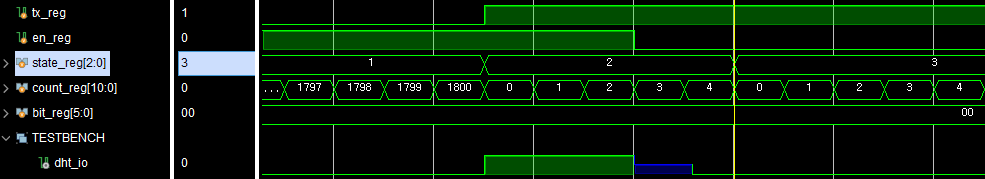 tx_reg 1
en_reg 0
state_reg[2:0] 3 1 2 3
count_reg[10:0] 0 ... 1797 1798 1799 1800 0 1 2 3 4 0 1 2 3 4
bit_reg[5:0] 00 00
TESTBENCH
dht_io 0